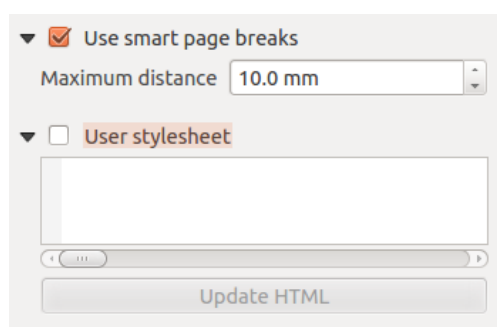 Use smart page breaks
Maximum distance 10.0 mm
User stylesheet
Update HTML